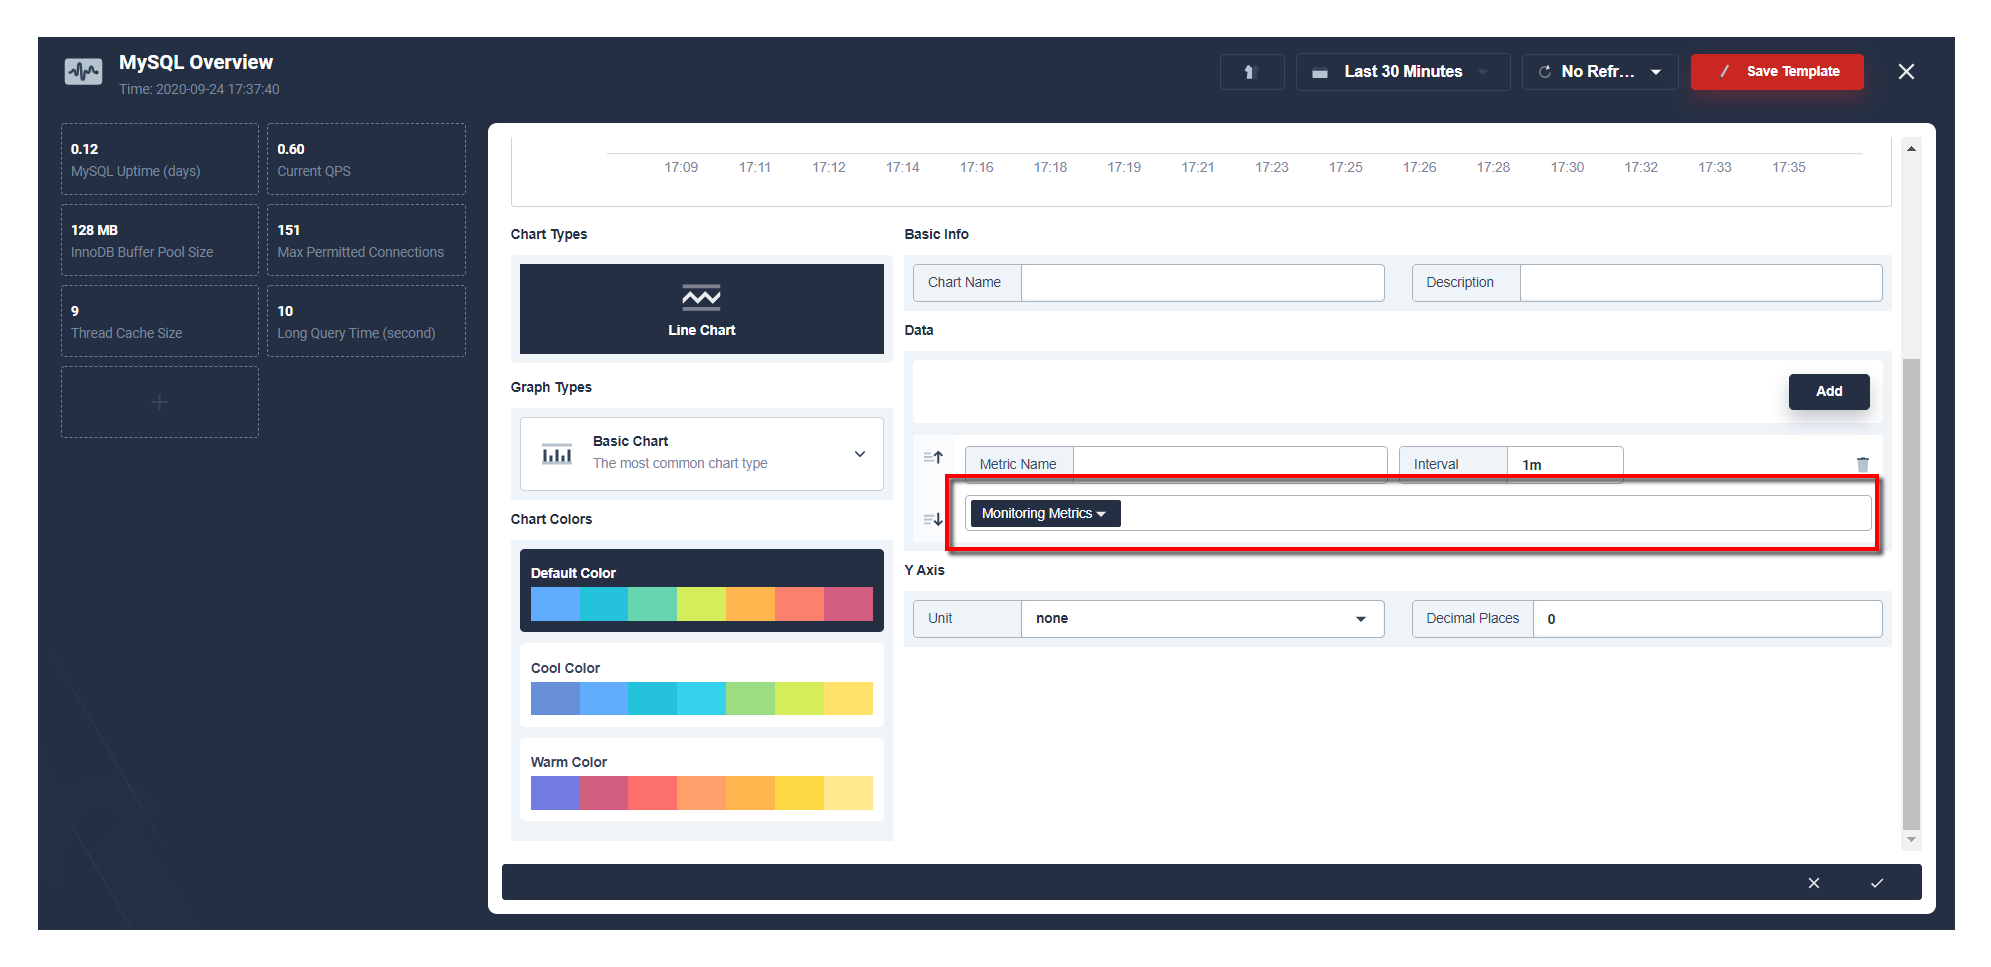 MySQL Overview
Time: 2020-09-24 17:37:40
Last 30 Minutes
No Refr...
Save Template
0.12
MySQL Uptime (days)
0.60
Current QPS
128 MB
InnoDB Buffer Pool Size
151
Max Permitted Connections
9
Thread Cache Size
10
Long Query Time (second)
17:09 17:11 17:12 17:14 17:16 17:18 17:19 17:21 17:23 17:25 17:26 17:28 17:30 17:32 17:33 17:35
Chart Types
Line Chart
Graph Types
Basic Chart
The most common chart type
Chart Colors
Default Color
Cool Color
Warm Color
Basic Info
Chart Name
Description
Data
Add
Metric Name
Interval
1m
Monitoring Metrics
Y Axis
Unit
none
Decimal Places
0